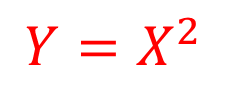 Y = X²